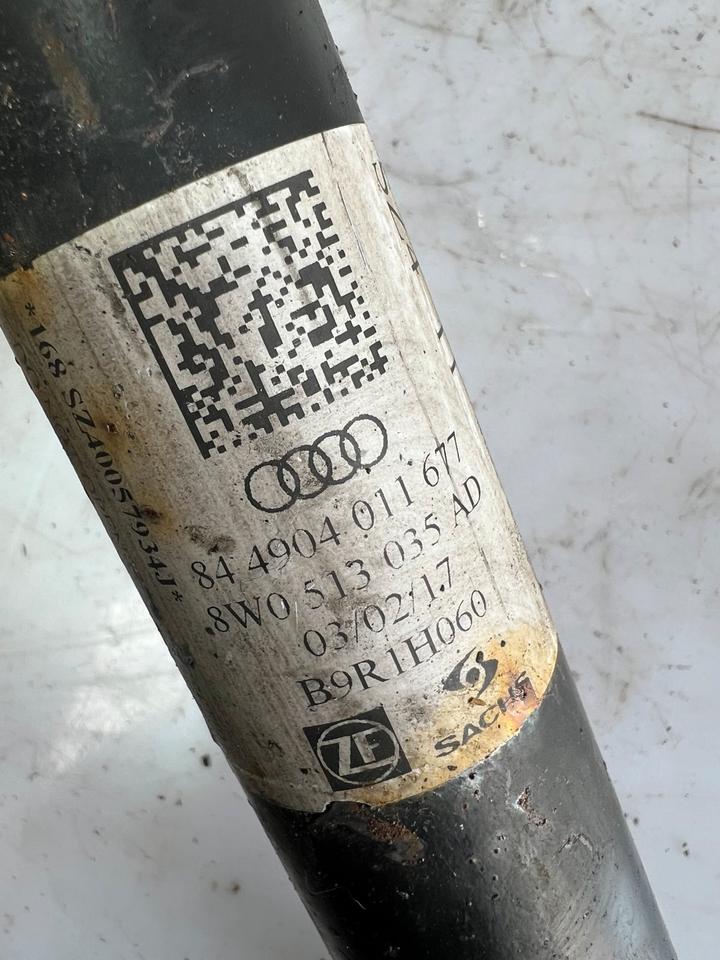 *168 SZ40057934J*
84 4904 011 677
8W0 513 035 AD
03/02/17
B9R1H060
ZF
SACHS